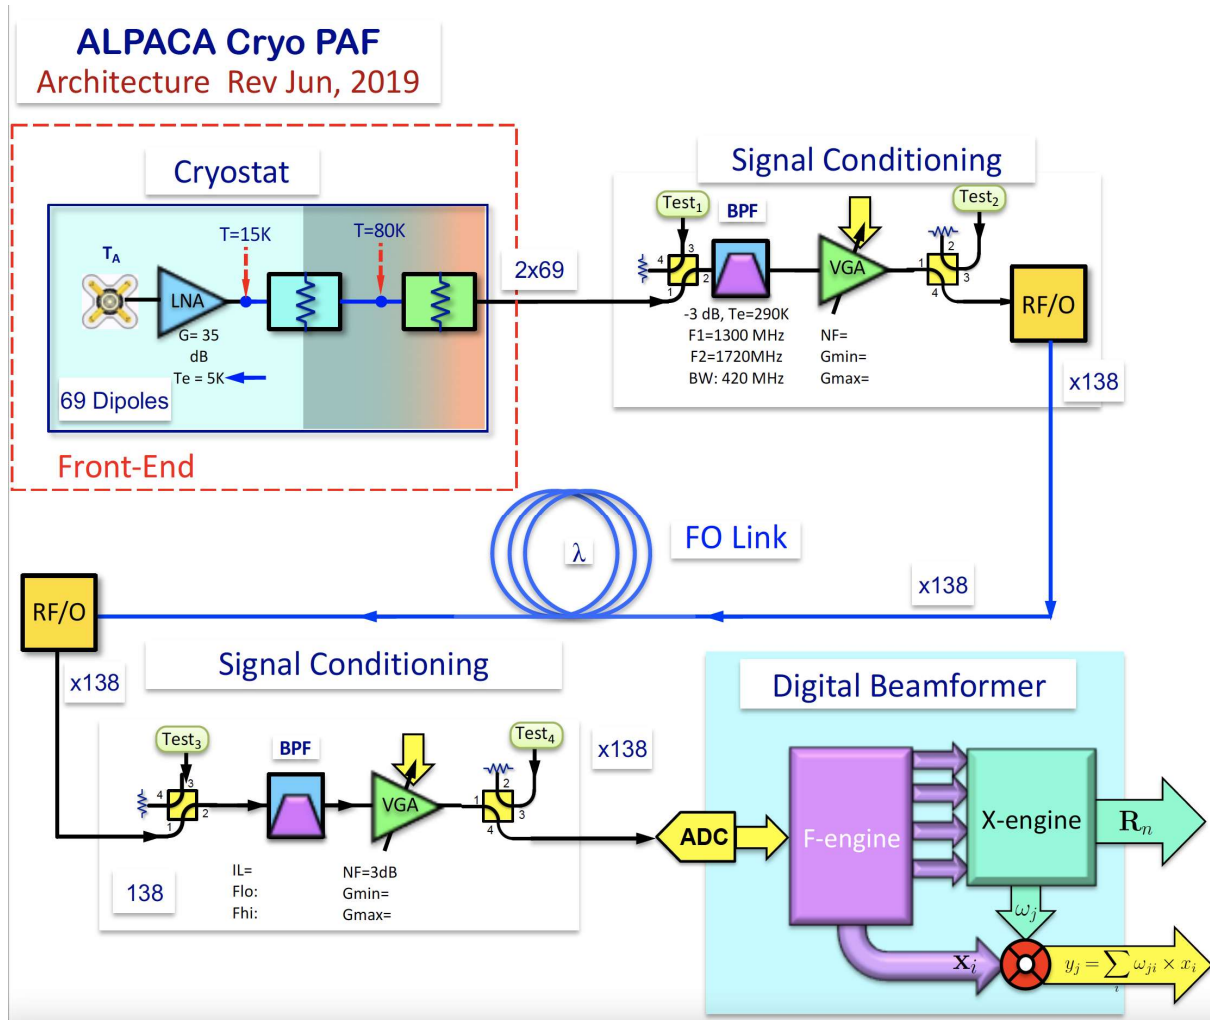 ALPACA Cryo PAF
Architecture Rev Jun, 2019
Cryostat
T_A
T=15K
T=80K
LNA
G= 35
dB
Te = 5K
69 Dipoles
Front-End
2x69
Signal Conditioning
Test₁
BPF
Test₂
4
3
2
1
VGA
1
2
3
4
-3 dB, Te=290K
F1=1300 MHz
F2=1720MHz
BW: 420 MHz
NF=
Gmin=
Gmax=
RF/O
x138
λ
FO Link
x138
RF/O
x138
Signal Conditioning
Test₃
BPF
Test₄
4
3
1
2
VGA
1
2
3
4
x138
138
IL=
Flo:
Fhi:
NF=3dB
Gmin=
Gmax=
ADC
Digital Beamformer
F-engine
X-engine
𝐑ₙ
ωⱼ
𝐱ᵢ
yⱼ = ∑ᵢ ωⱼᵢ × xᵢ